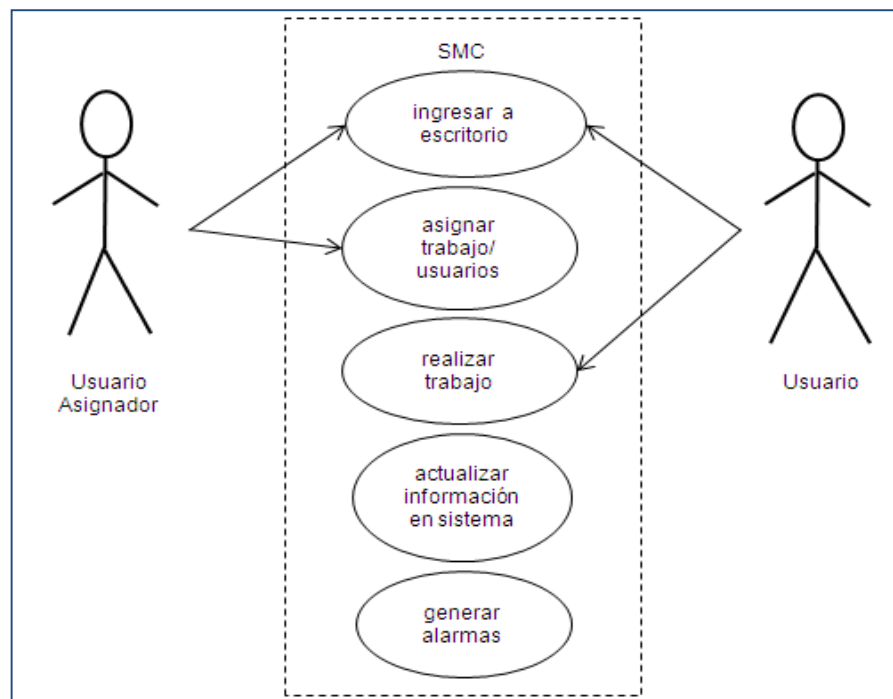 SMC
ingresar a
escritorio
asignar
trabajo/
usuarios
realizar
trabajo
Usuario
Asignador
Usuario
actualizar
información
en sistema
generar
alarmas